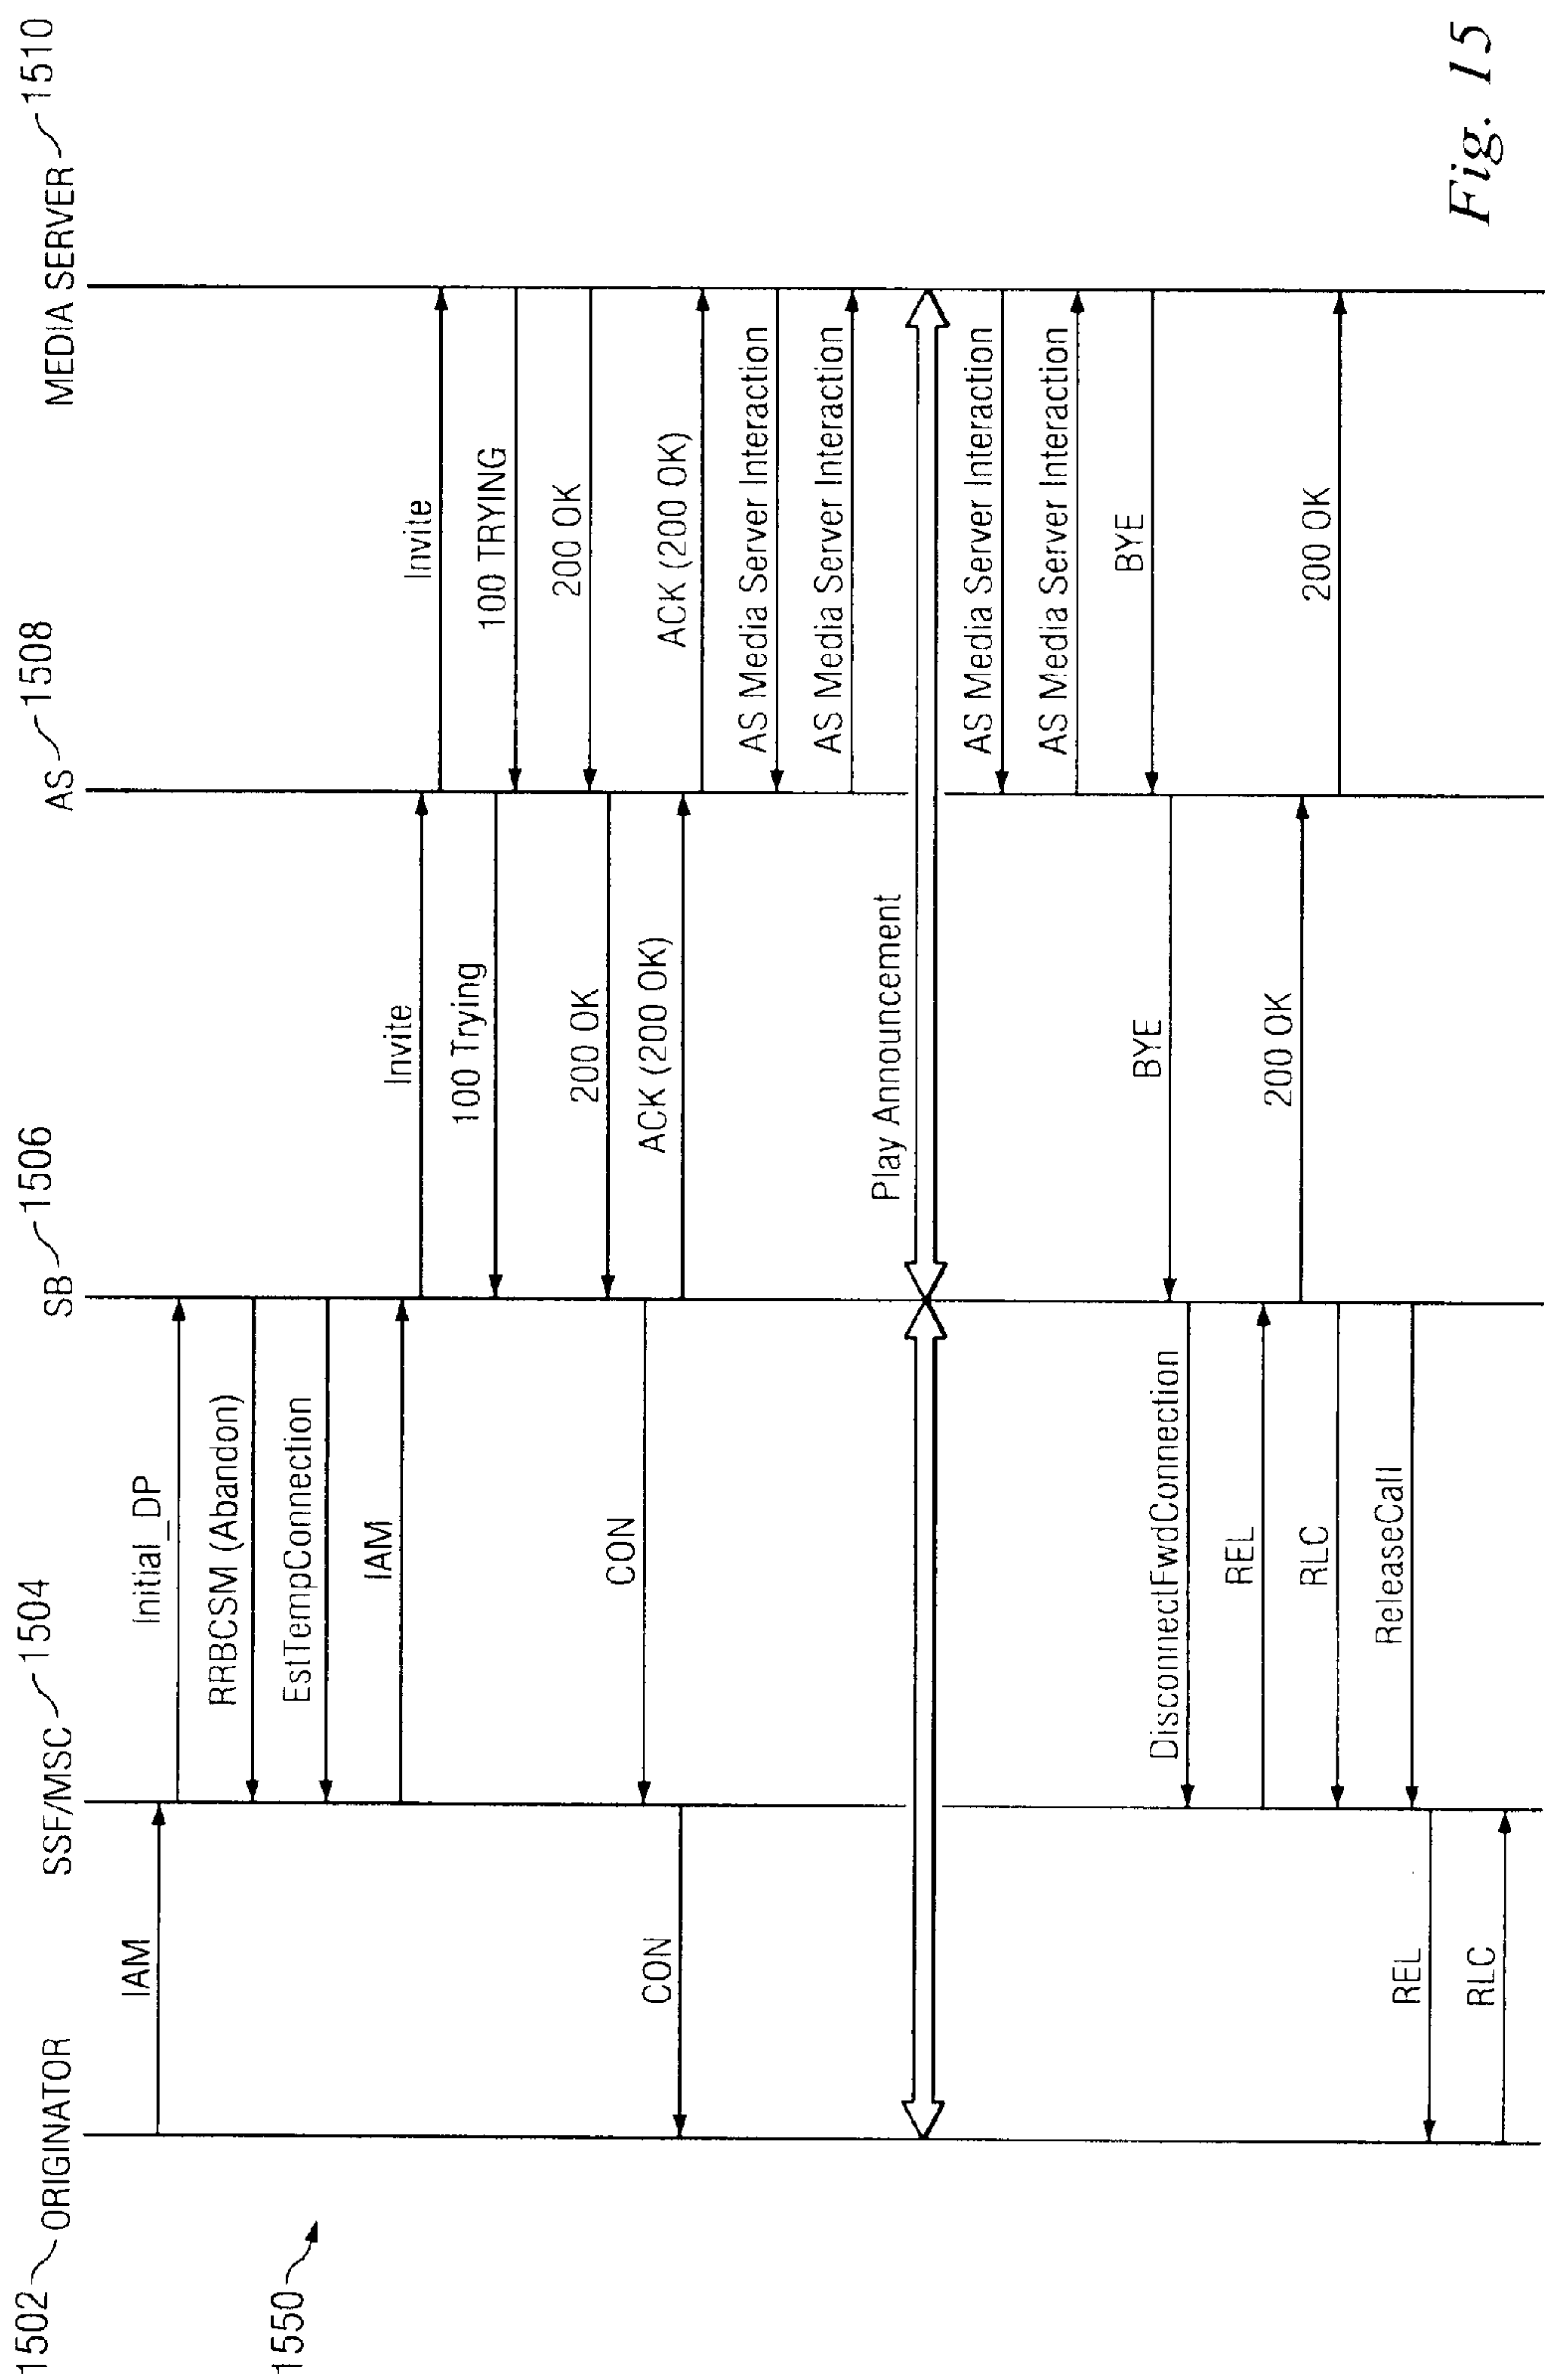 1502 ORIGINATOR
SSF/MSC 1504
SB 1506
AS 1508
MEDIA SERVER 1510
1550
IAM
Initial_DP
RRBCSM (Abandon)
EstTempConnection
IAM
Invite
Invite
100 Trying
100 TRYING
200 OK
200 OK
CON
CON
ACK (200 OK)
ACK (200 OK)
AS Media Server Interaction
AS Media Server Interaction
Play Announcement
AS Media Server Interaction
AS Media Server Interaction
BYE
BYE
DisconnectFwdConnection
REL
200 OK
200 OK
RLC
ReleaseCall
REL
RLC
Fig. 15